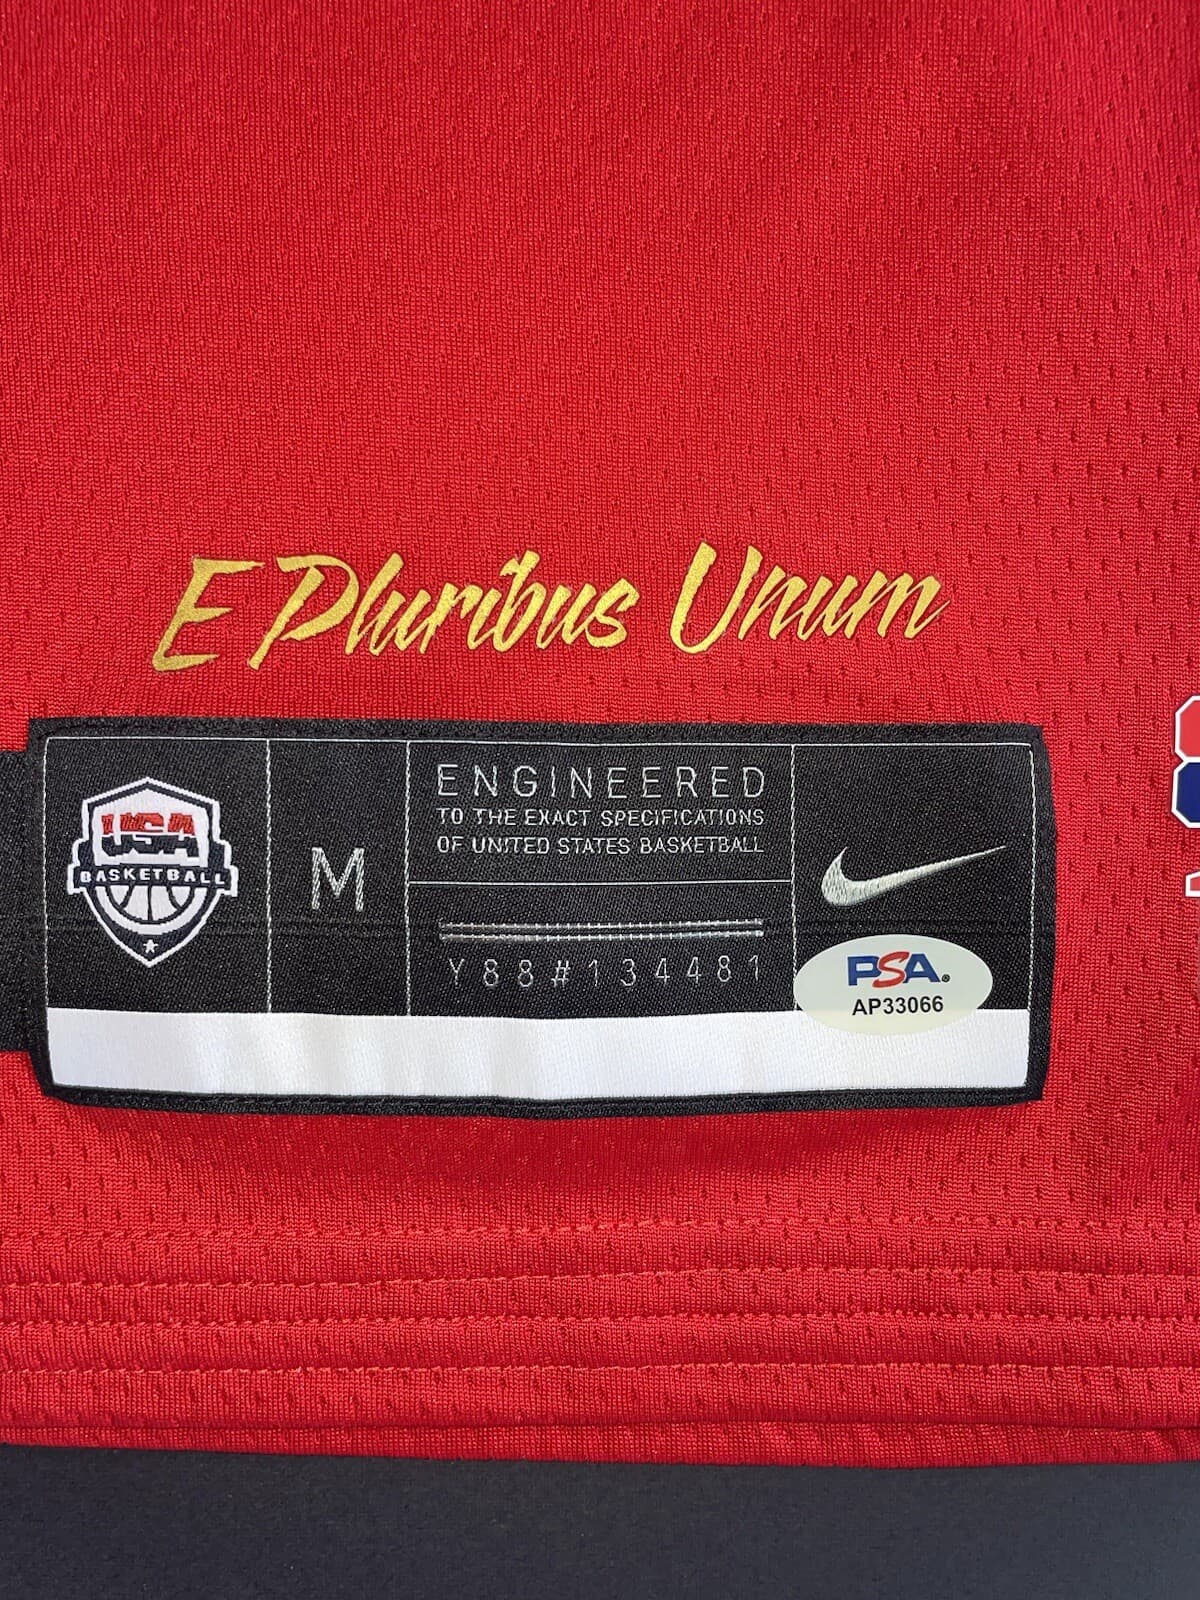 E Pluribus Unum
USA
BASKETBALL
M
ENGINEERED
TO THE EXACT SPECIFICATIONS
OF UNITED STATES BASKETBALL
Y88#134481
PSA®
AP33066